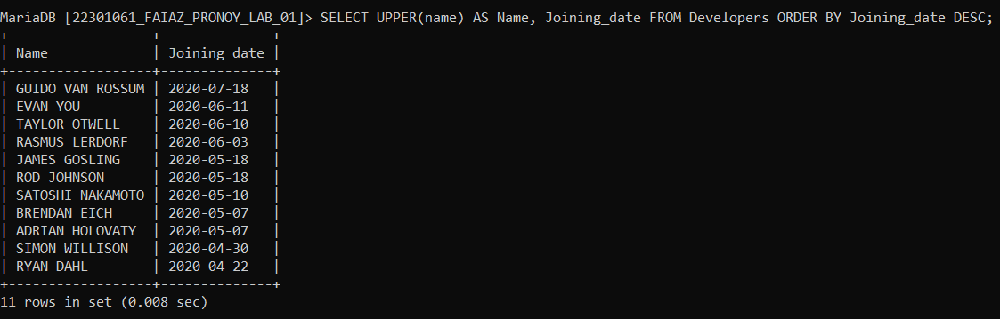 MariaDB [22301061_FAIAZ_PRONOY_LAB_01]> SELECT UPPER(name) AS Name, Joining_date FROM Developers ORDER BY Joining_date DESC;
+------------------+--------------+
| Name             | Joining_date |
+------------------+--------------+
| GUIDO VAN ROSSUM | 2020-07-18   |
| EVAN YOU         | 2020-06-11   |
| TAYLOR OTWELL    | 2020-06-10   |
| RASMUS LERDORF   | 2020-06-03   |
| JAMES GOSLING    | 2020-05-18   |
| ROD JOHNSON      | 2020-05-18   |
| SATOSHI NAKAMOTO | 2020-05-10   |
| BRENDAN EICH     | 2020-05-07   |
| ADRIAN HOLOVATY  | 2020-05-07   |
| SIMON WILLISON   | 2020-04-30   |
| RYAN DAHL        | 2020-04-22   |
+------------------+--------------+
11 rows in set (0.008 sec)